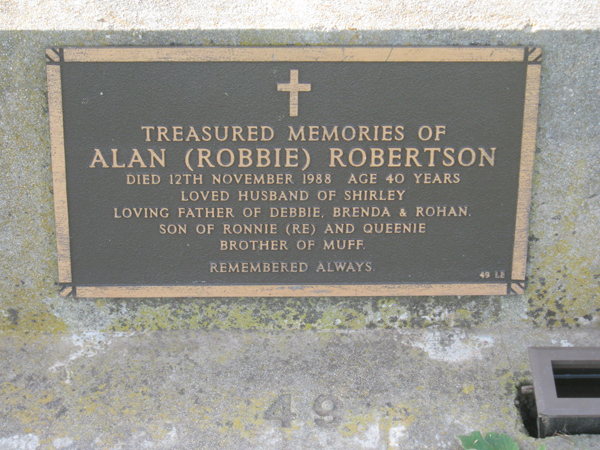 TREASURED MEMORIES OF
ALAN (ROBBIE) ROBERTSON
DIED 12TH NOVEMBER 1988 AGE 40 YEARS
LOVED HUSBAND OF SHIRLEY
LOVING FATHER OF DEBBIE, BRENDA & ROHAN.
SON OF RONNIE (RE) AND QUEENIE
BROTHER OF MUFF.
REMEMBERED ALWAYS.
49 LE
49